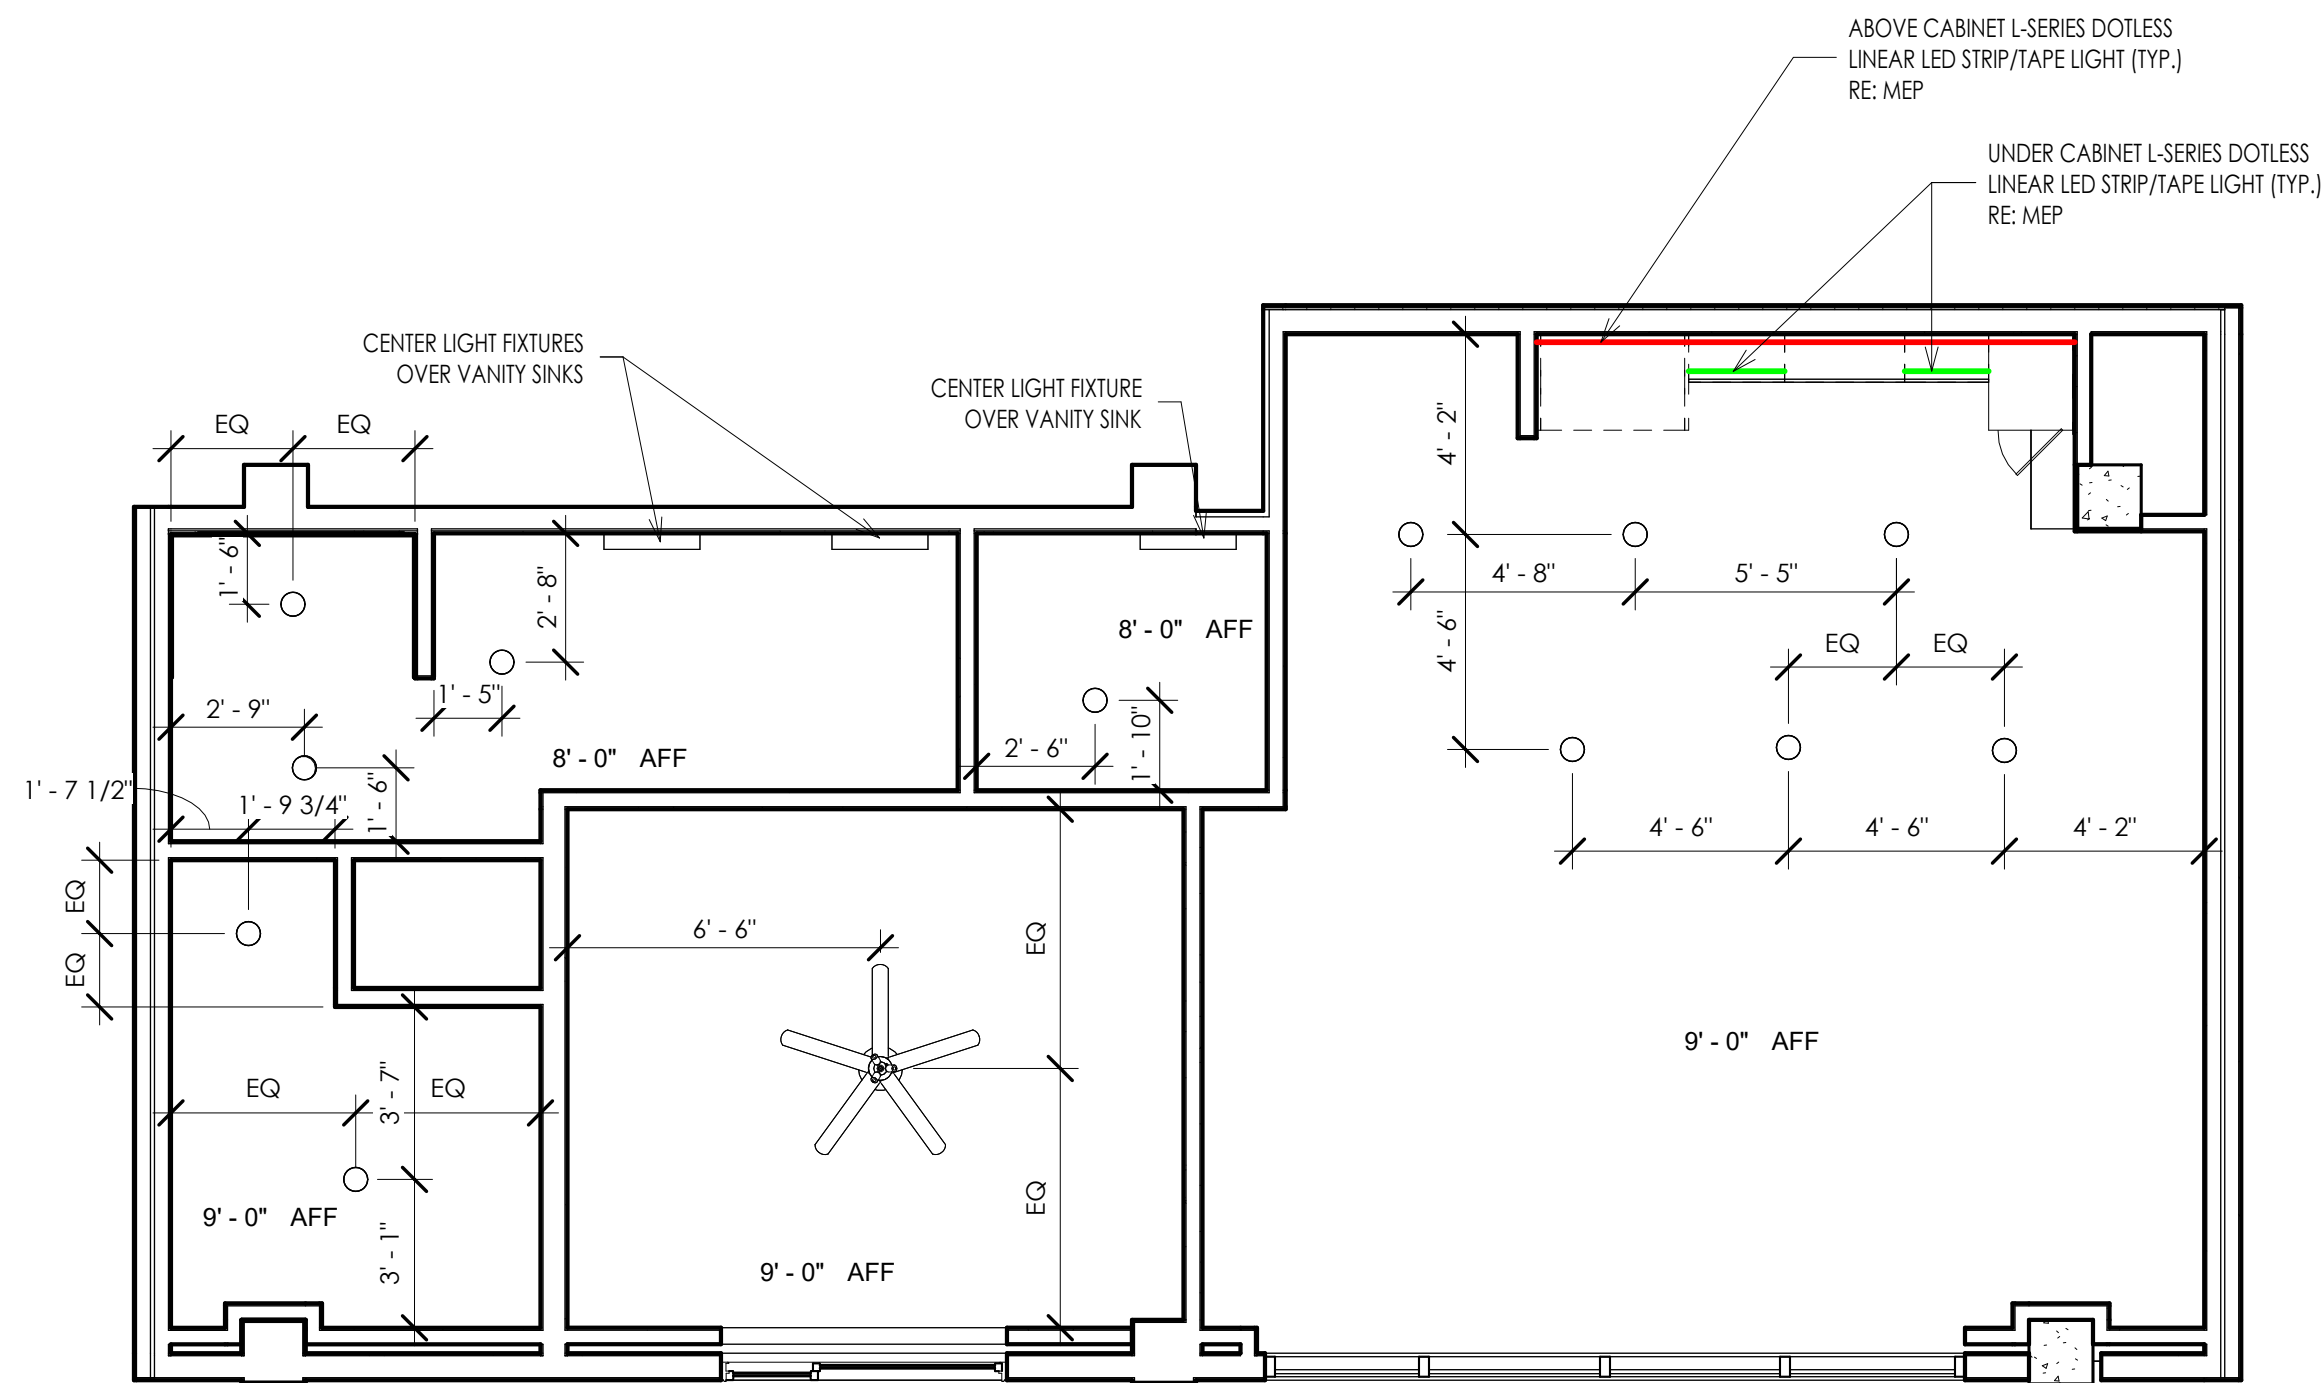 ABOVE CABINET L-SERIES DOTLESS
LINEAR LED STRIP/TAPE LIGHT (TYP.)
RE: MEP
UNDER CABINET L-SERIES DOTLESS
LINEAR LED STRIP/TAPE LIGHT (TYP.)
RE: MEP
CENTER LIGHT FIXTURES
OVER VANITY SINKS
CENTER LIGHT FIXTURE
OVER VANITY SINK
EQ
EQ
4' - 2"
1' - 6"
2' - 8"
4' - 8"
5' - 5"
8' - 0" AFF
4' - 6"
EQ
EQ
1' - 5"
2' - 9"
1' - 10"
2' - 6"
8' - 0" AFF
1' - 7 1/2"
1' - 9 3/4"
1' - 6"
4' - 6"
4' - 6"
4' - 2"
EQ
EQ
6' - 6"
EQ
9' - 0" AFF
EQ
3' - 7"
EQ
EQ
9' - 0" AFF
3' - 1"
9' - 0" AFF